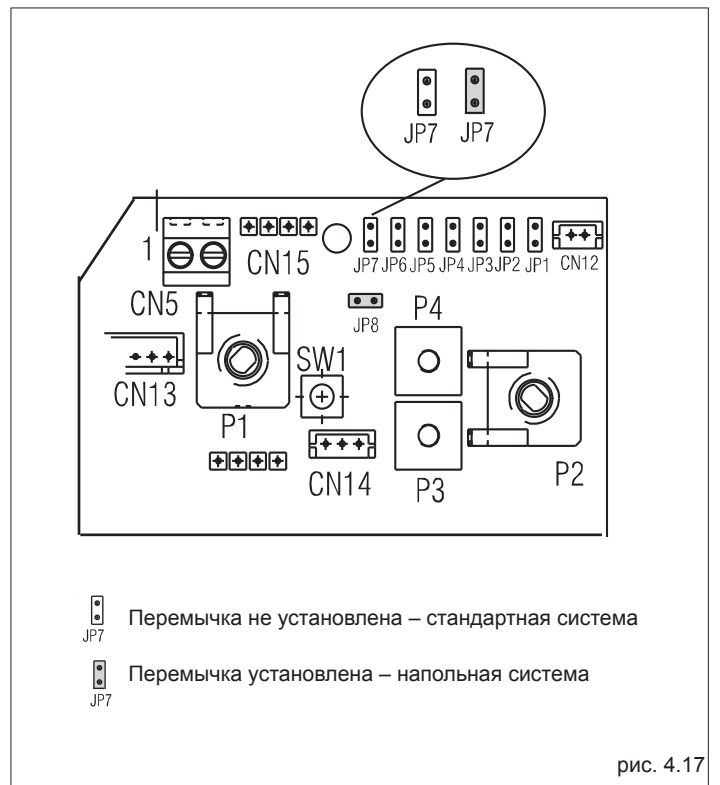 JP7 JP7
1
CN5
CN15
JP7 JP6 JP5 JP4 JP3 JP2 JP1 CN12
JP8
P4
CN13
SW1
P1
CN14
P3
P2
JP7 Перемычка не установлена – стандартная система
JP7 Перемычка установлена – напольная система
рис. 4.17